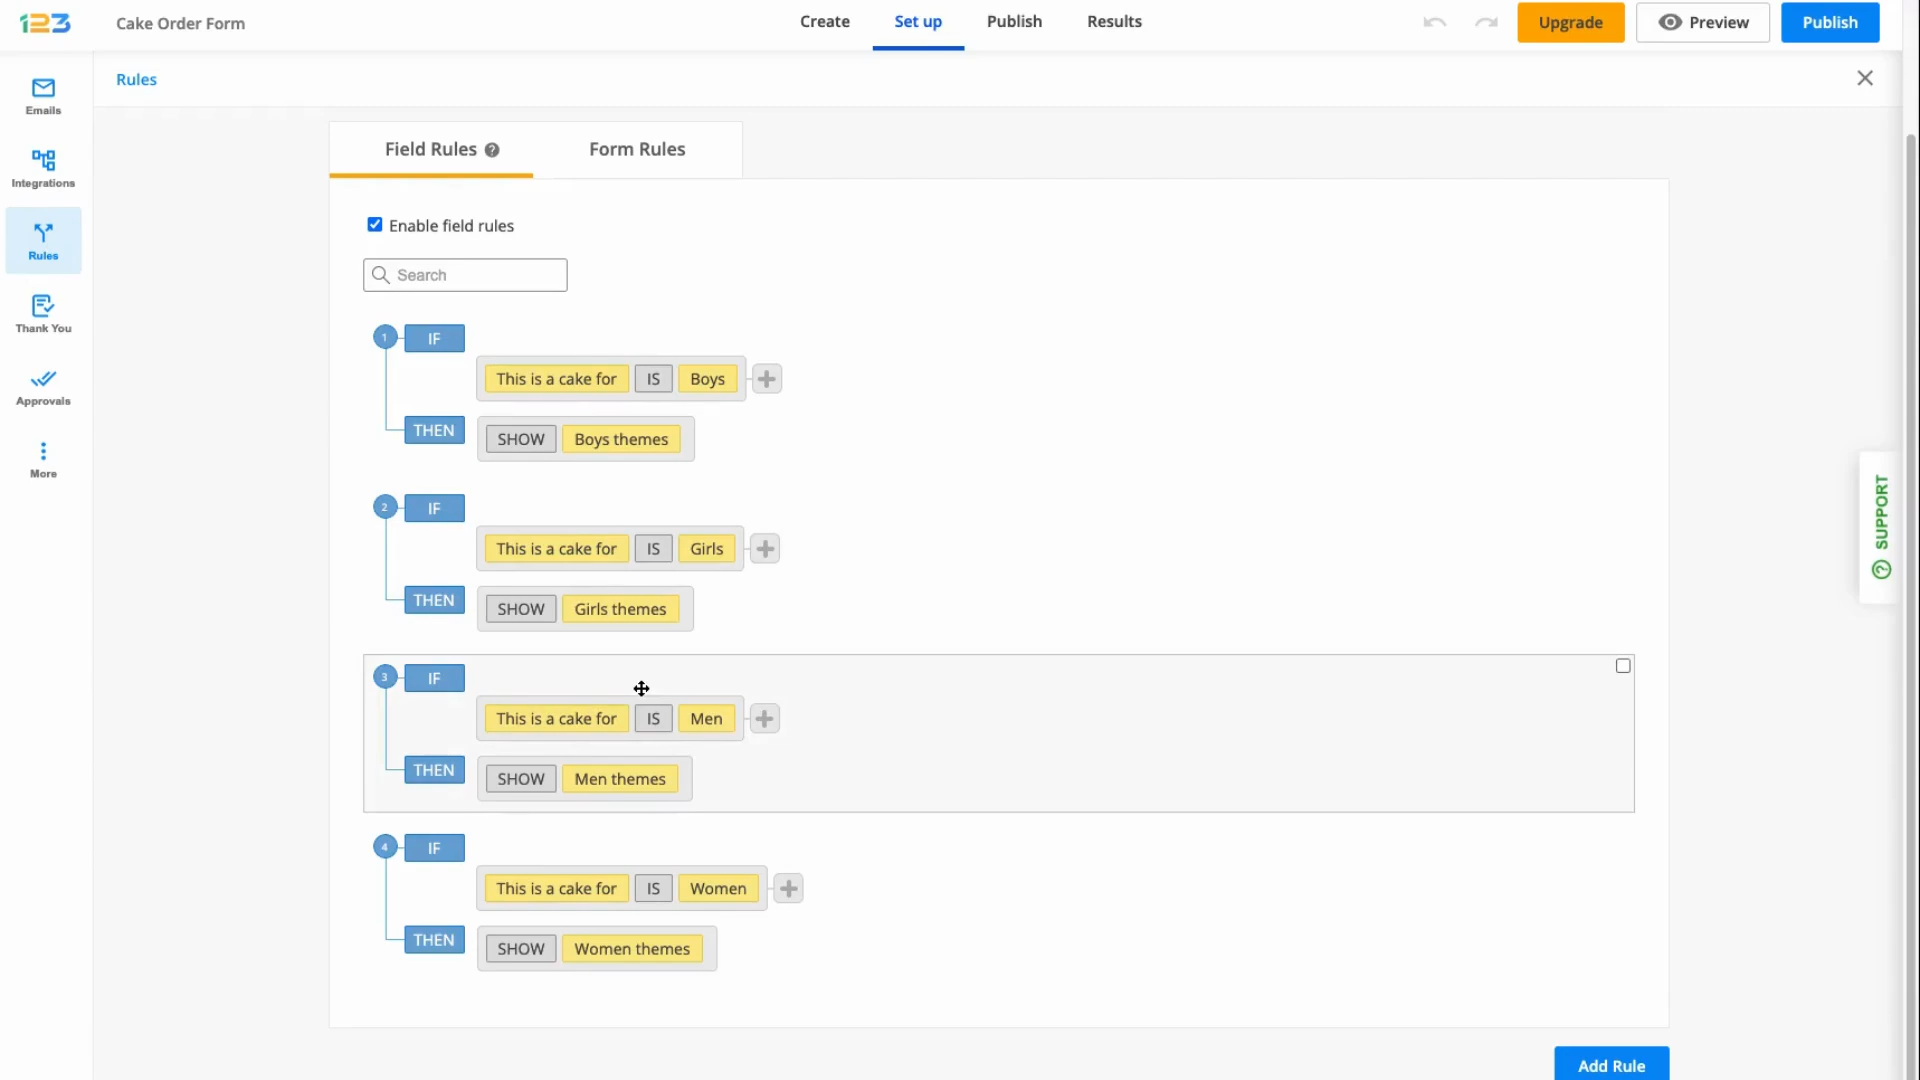 123 Cake Order Form Create Set up Publish Results Upgrade Preview Publish
Rules
Emails
Integrations
Rules
Thank You
Approvals
More
Field Rules ? Form Rules
Enable field rules
Search
1 IF
This is a cake for IS Boys +
THEN SHOW Boys themes
2 IF
This is a cake for IS Girls +
THEN SHOW Girls themes
3 IF
This is a cake for IS Men +
THEN SHOW Men themes
4 IF
This is a cake for IS Women +
THEN SHOW Women themes
Add Rule
? SUPPORT